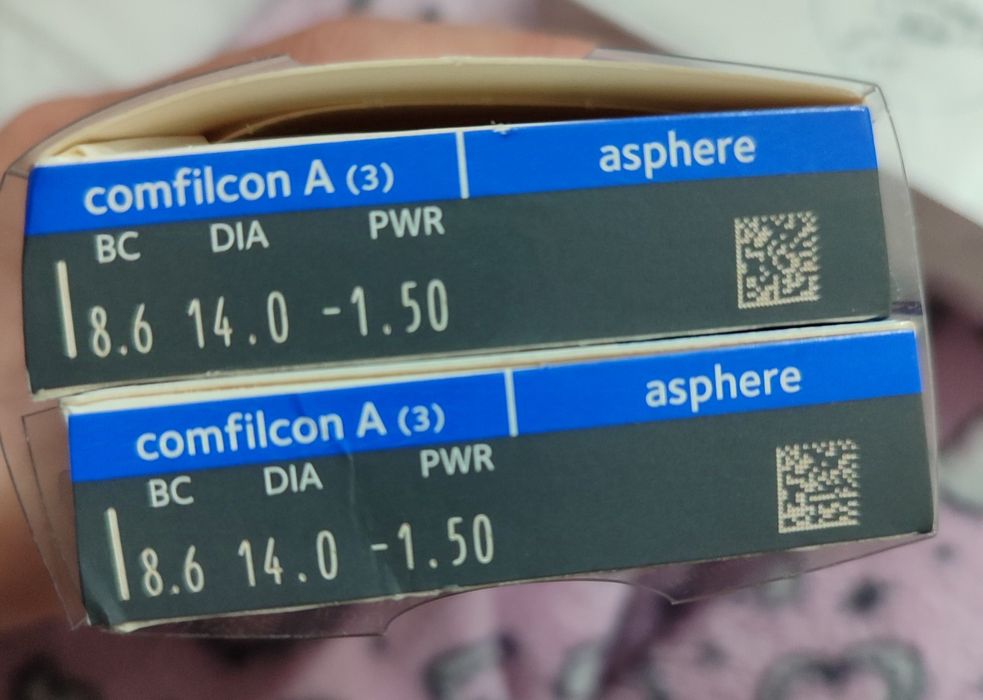 comfilcon A (3) asphere
BC DIA PWR
8.6 14.0 -1.50
comfilcon A (3) asphere
BC DIA PWR
8.6 14.0 -1.50